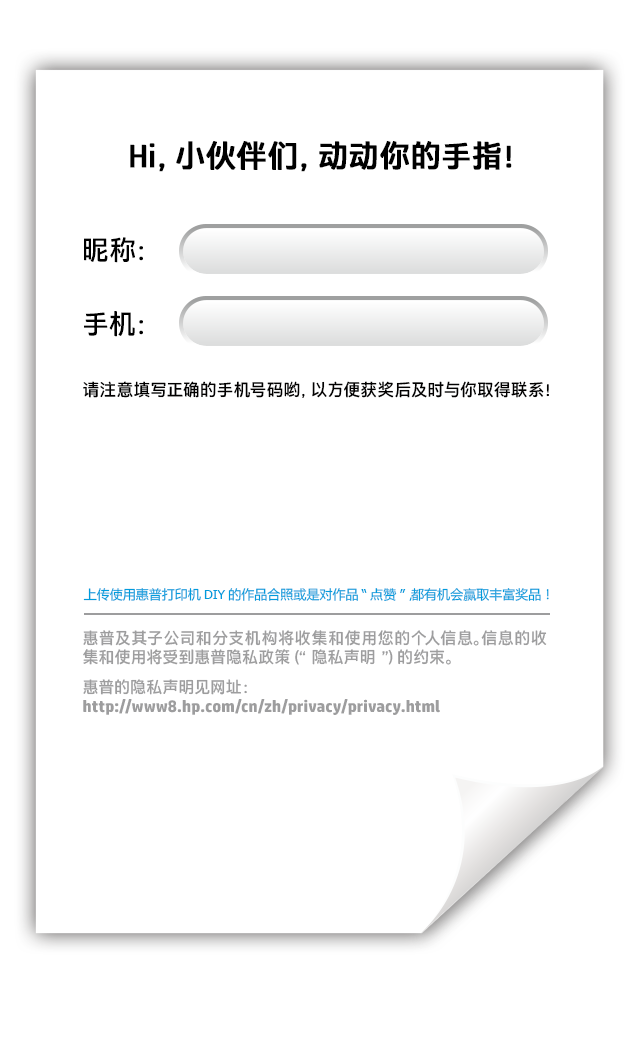 Hi, 小伙伴们, 动动你的手指!
昵称:
手机:
请注意填写正确的手机号码哟, 以方便获奖后及时与你取得联系!
上传使用惠普打印机 DIY 的作品合照或是对作品 “ 点赞 ” ,都有机会赢取丰富奖品 !
惠普及其子公司和分支机构将收集和使用您的个人信息。信息的收
集和使用将受到惠普隐私政策 (“ 隐私声明 ”) 的约束。
惠普的隐私声明见网址:
http://www8.hp.com/cn/zh/privacy/privacy.html